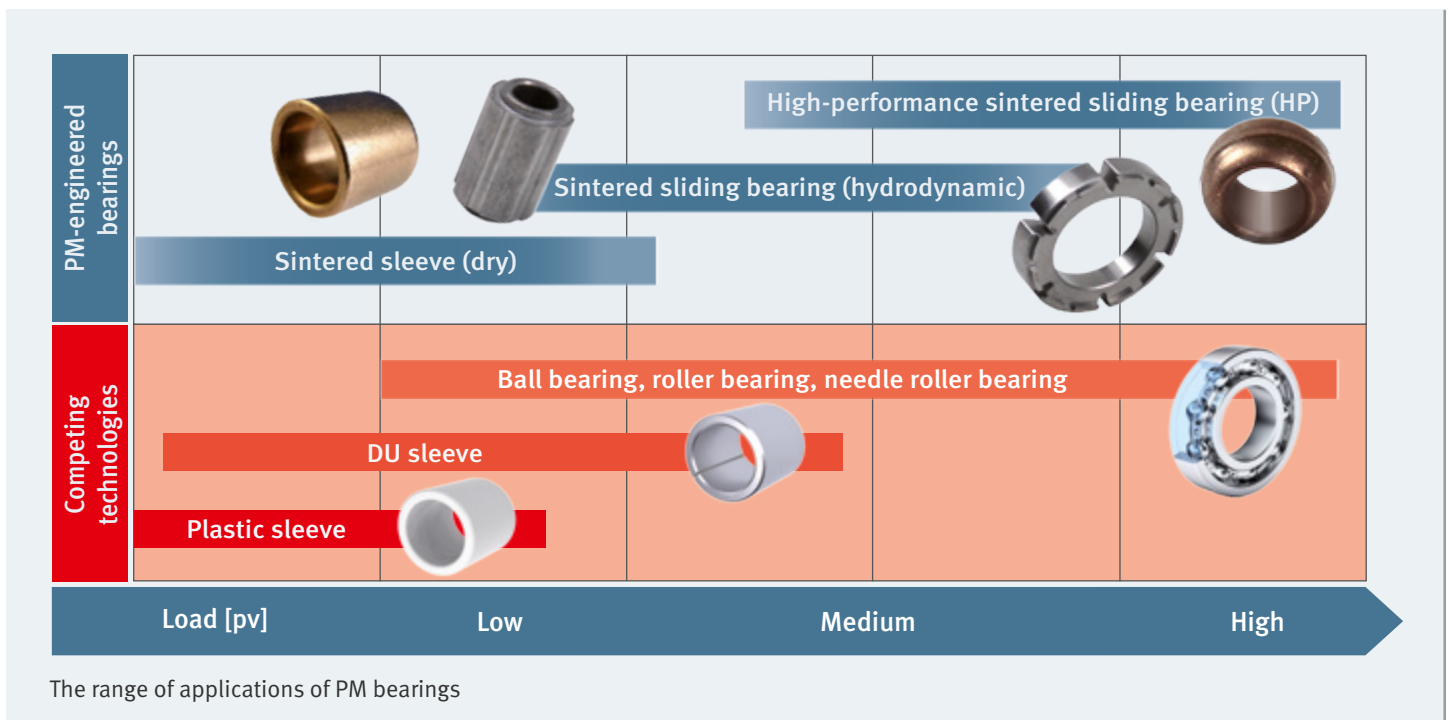 PM-engineered
bearings
High-performance sintered sliding bearing (HP)
Sintered sliding bearing (hydrodynamic)
Sintered sleeve (dry)
Competing
technologies
Ball bearing, roller bearing, needle roller bearing
DU sleeve
Plastic sleeve
Load [pv]
Low
Medium
High
The range of applications of PM bearings